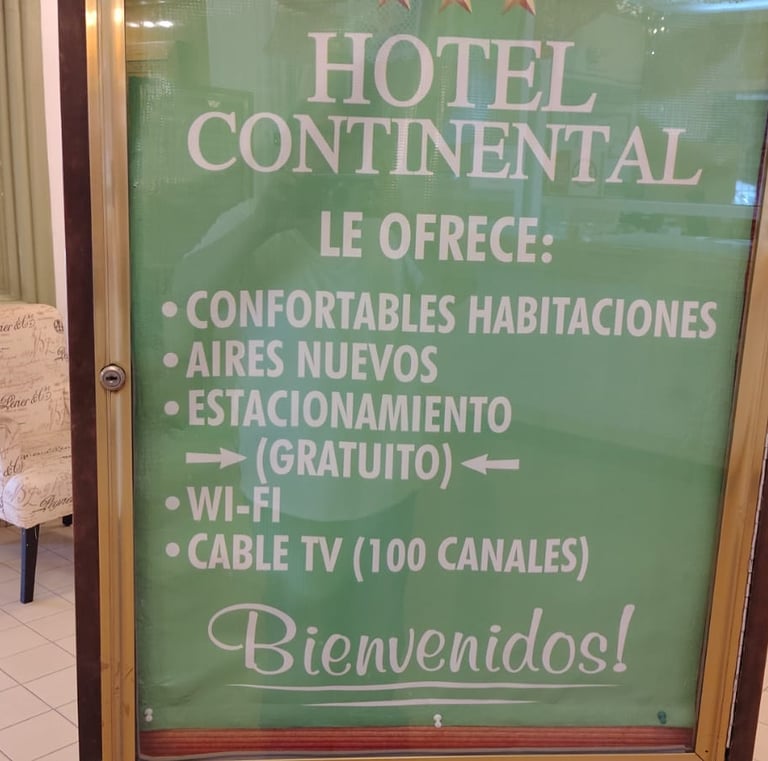 HOTEL
CONTINENTAL
LE OFRECE:
• CONFORTABLES HABITACIONES
• AIRES NUEVOS
• ESTACIONAMIENTO
→ (GRATUITO) ←
• WI-FI
• CABLE TV (100 CANALES)
Bienvenidos!